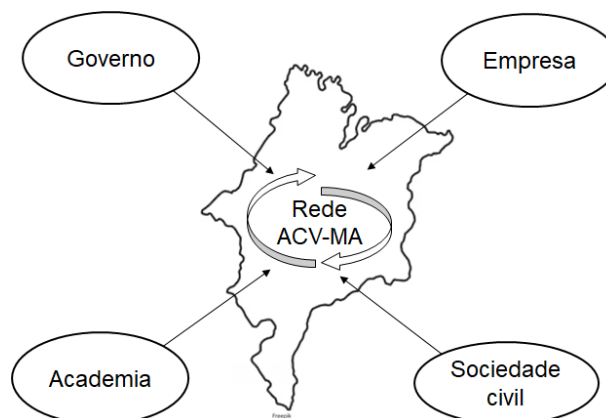 Governo
Empresa
Rede
ACV-MA
Academia
Sociedade
civil
Freepik